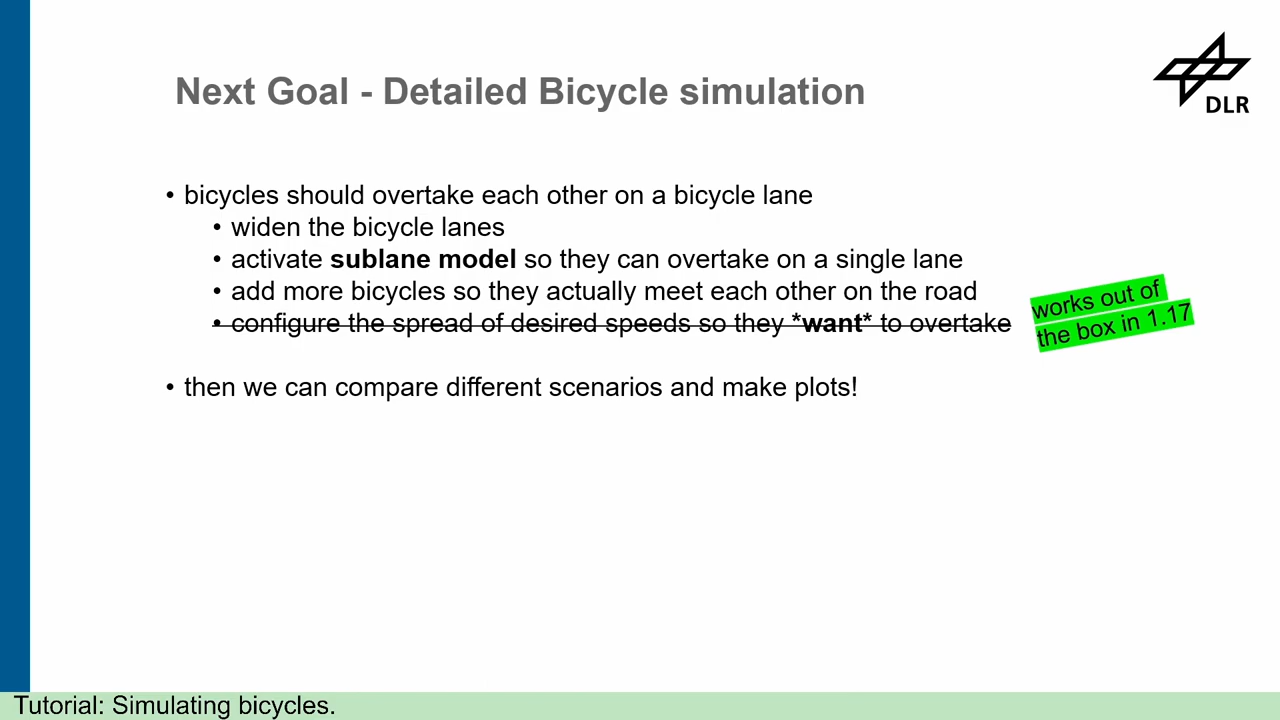 Next Goal - Detailed Bicycle simulation
DLR
• bicycles should overtake each other on a bicycle lane
• widen the bicycle lanes
• activate sublane model so they can overtake on a single lane
• add more bicycles so they actually meet each other on the road
• configure the spread of desired speeds so they *want* to overtake
works out of
the box in 1.17
• then we can compare different scenarios and make plots!
Tutorial: Simulating bicycles.